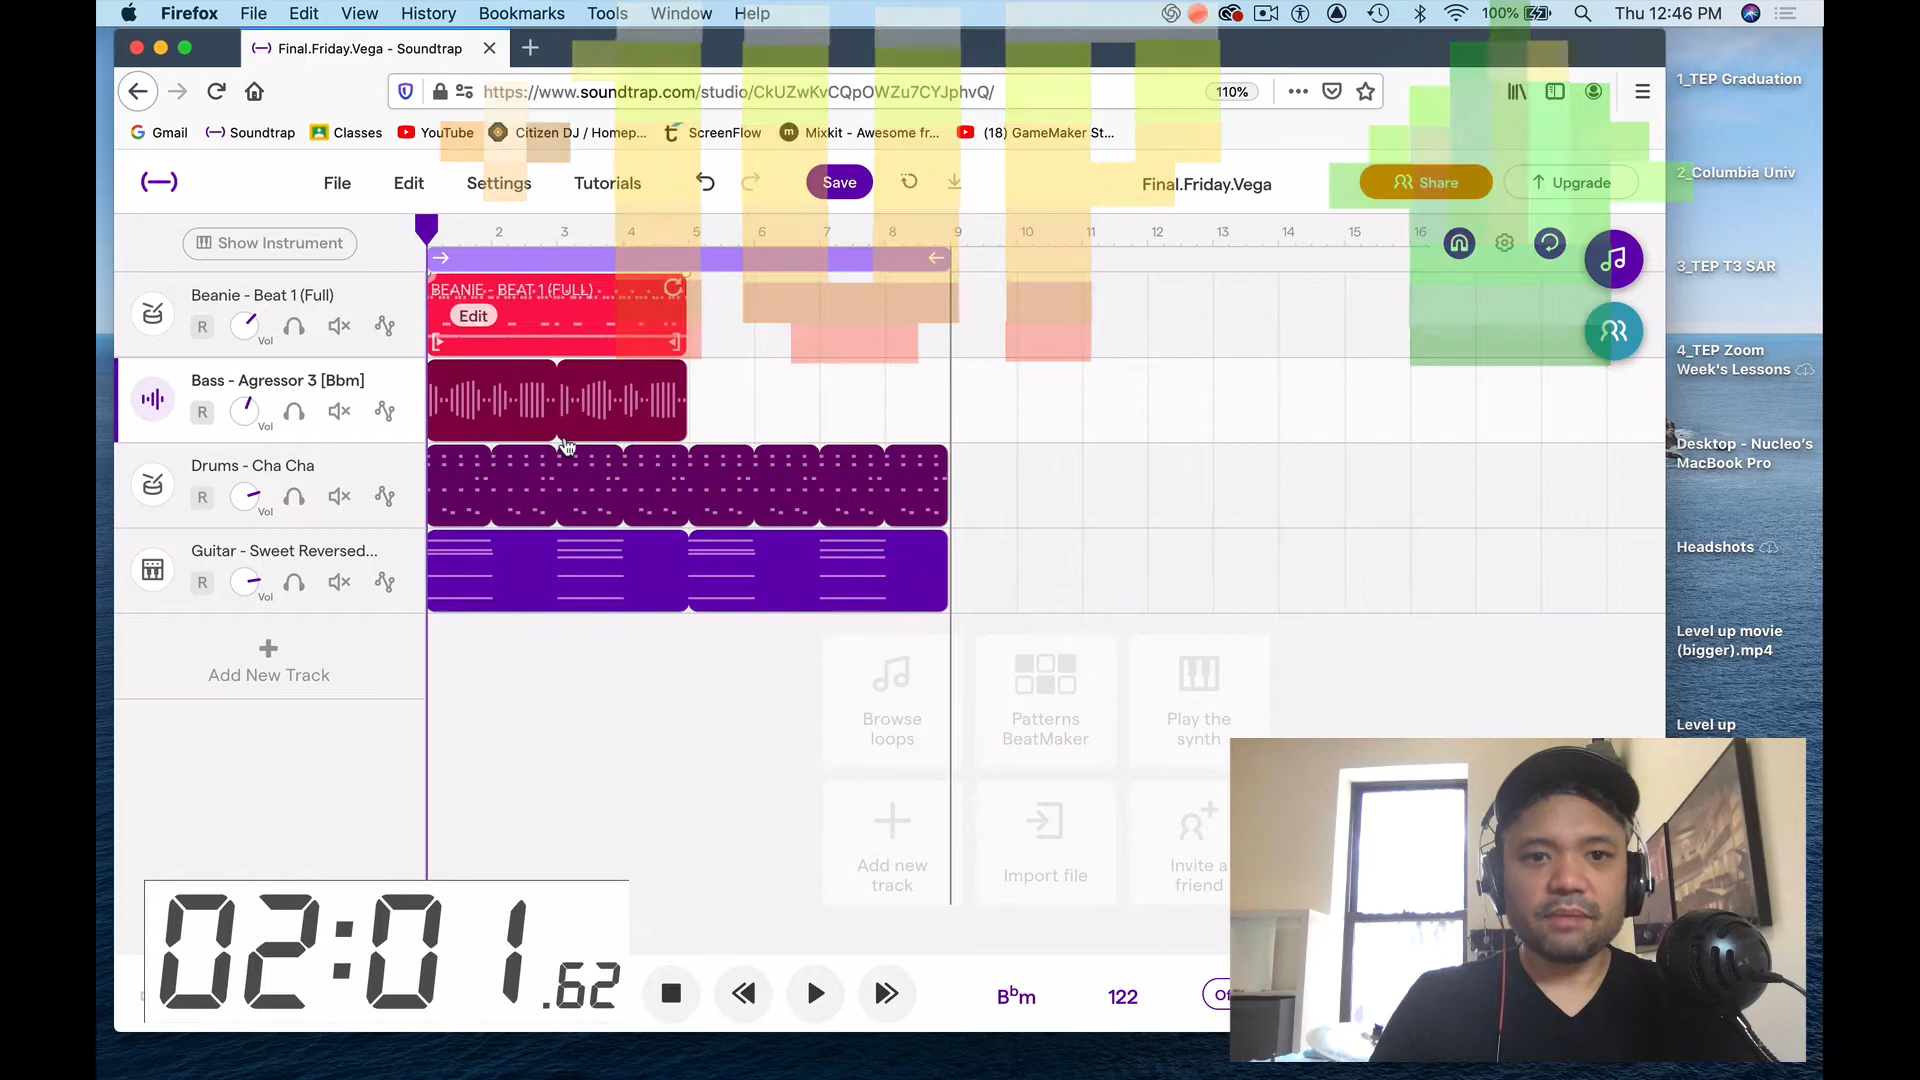 Firefox File Edit View History Bookmarks Tools Window Help 100% Thu 12:46 PM
Final.Friday.Vega - Soundtrap
https://www.soundtrap.com/studio/CkUZwKvCQpOWZu7CYJphvQ/ 110%
Gmail Soundtrap Classes YouTube Citizen DJ / Homep... ScreenFlow Mixkit - Awesome fr... (18) GameMaker St...
File Edit Settings Tutorials Save Final.Friday.Vega Share Upgrade
Show Instrument 2 3 4 5 6 7 8 9 10 11 12 13 14 15 16
Beanie - Beat 1 (Full)
R Vol
BEANIE - BEAT 1 (FULL)
Edit
Bass - Agressor 3 [Bbm]
R Vol
Drums - Cha Cha
R Vol
Guitar - Sweet Reversed...
R Vol
Add New Track
Browse
loops
Patterns
BeatMaker
Play the
synth
Add new
track
Import file
Invite a
friend
02:01.62
Bbm 122
1_TEP Graduation
2_Columbia Univ
3_TEP T3 SAR
4_TEP Zoom
Week's Lessons
Desktop - Nucleo's
MacBook Pro
Headshots
Level up movie
(bigger).mp4
Level up